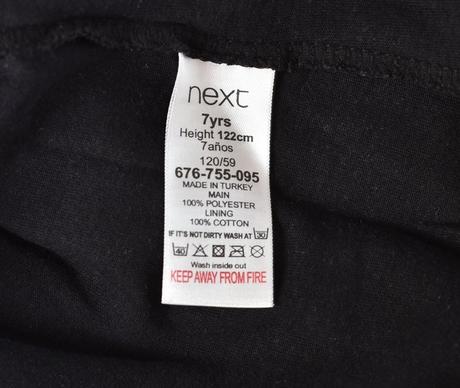 next
7yrs
Height 122cm
7años
120/59
676-755-095
MADE IN TURKEY
MAIN
100% POLYESTER
LINING
100% COTTON
IF IT'S NOT DIRTY WASH AT 30
40
Wash inside out
KEEP AWAY FROM FIRE